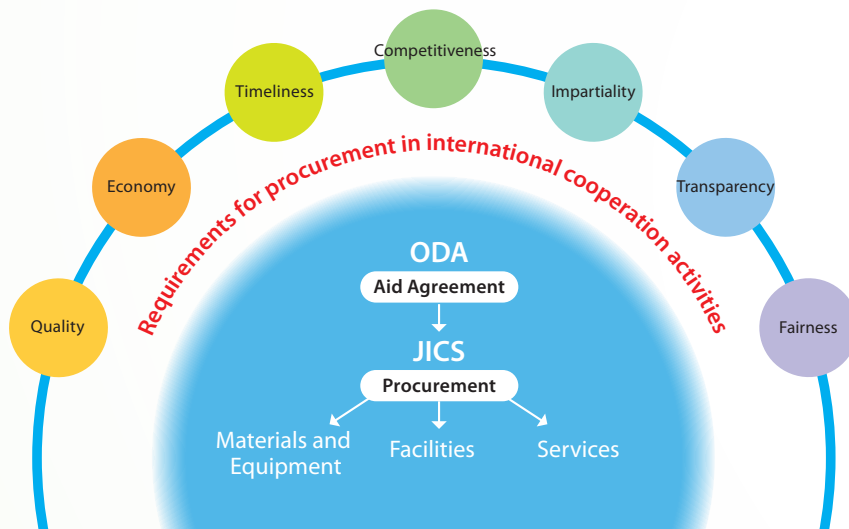 Competitiveness
Timeliness
Impartiality
Economy
Transparency
Quality
Fairness
Requirements for procurement in international cooperation activities
ODA
Aid Agreement
JICS
Procurement
Materials and
Equipment
Facilities
Services